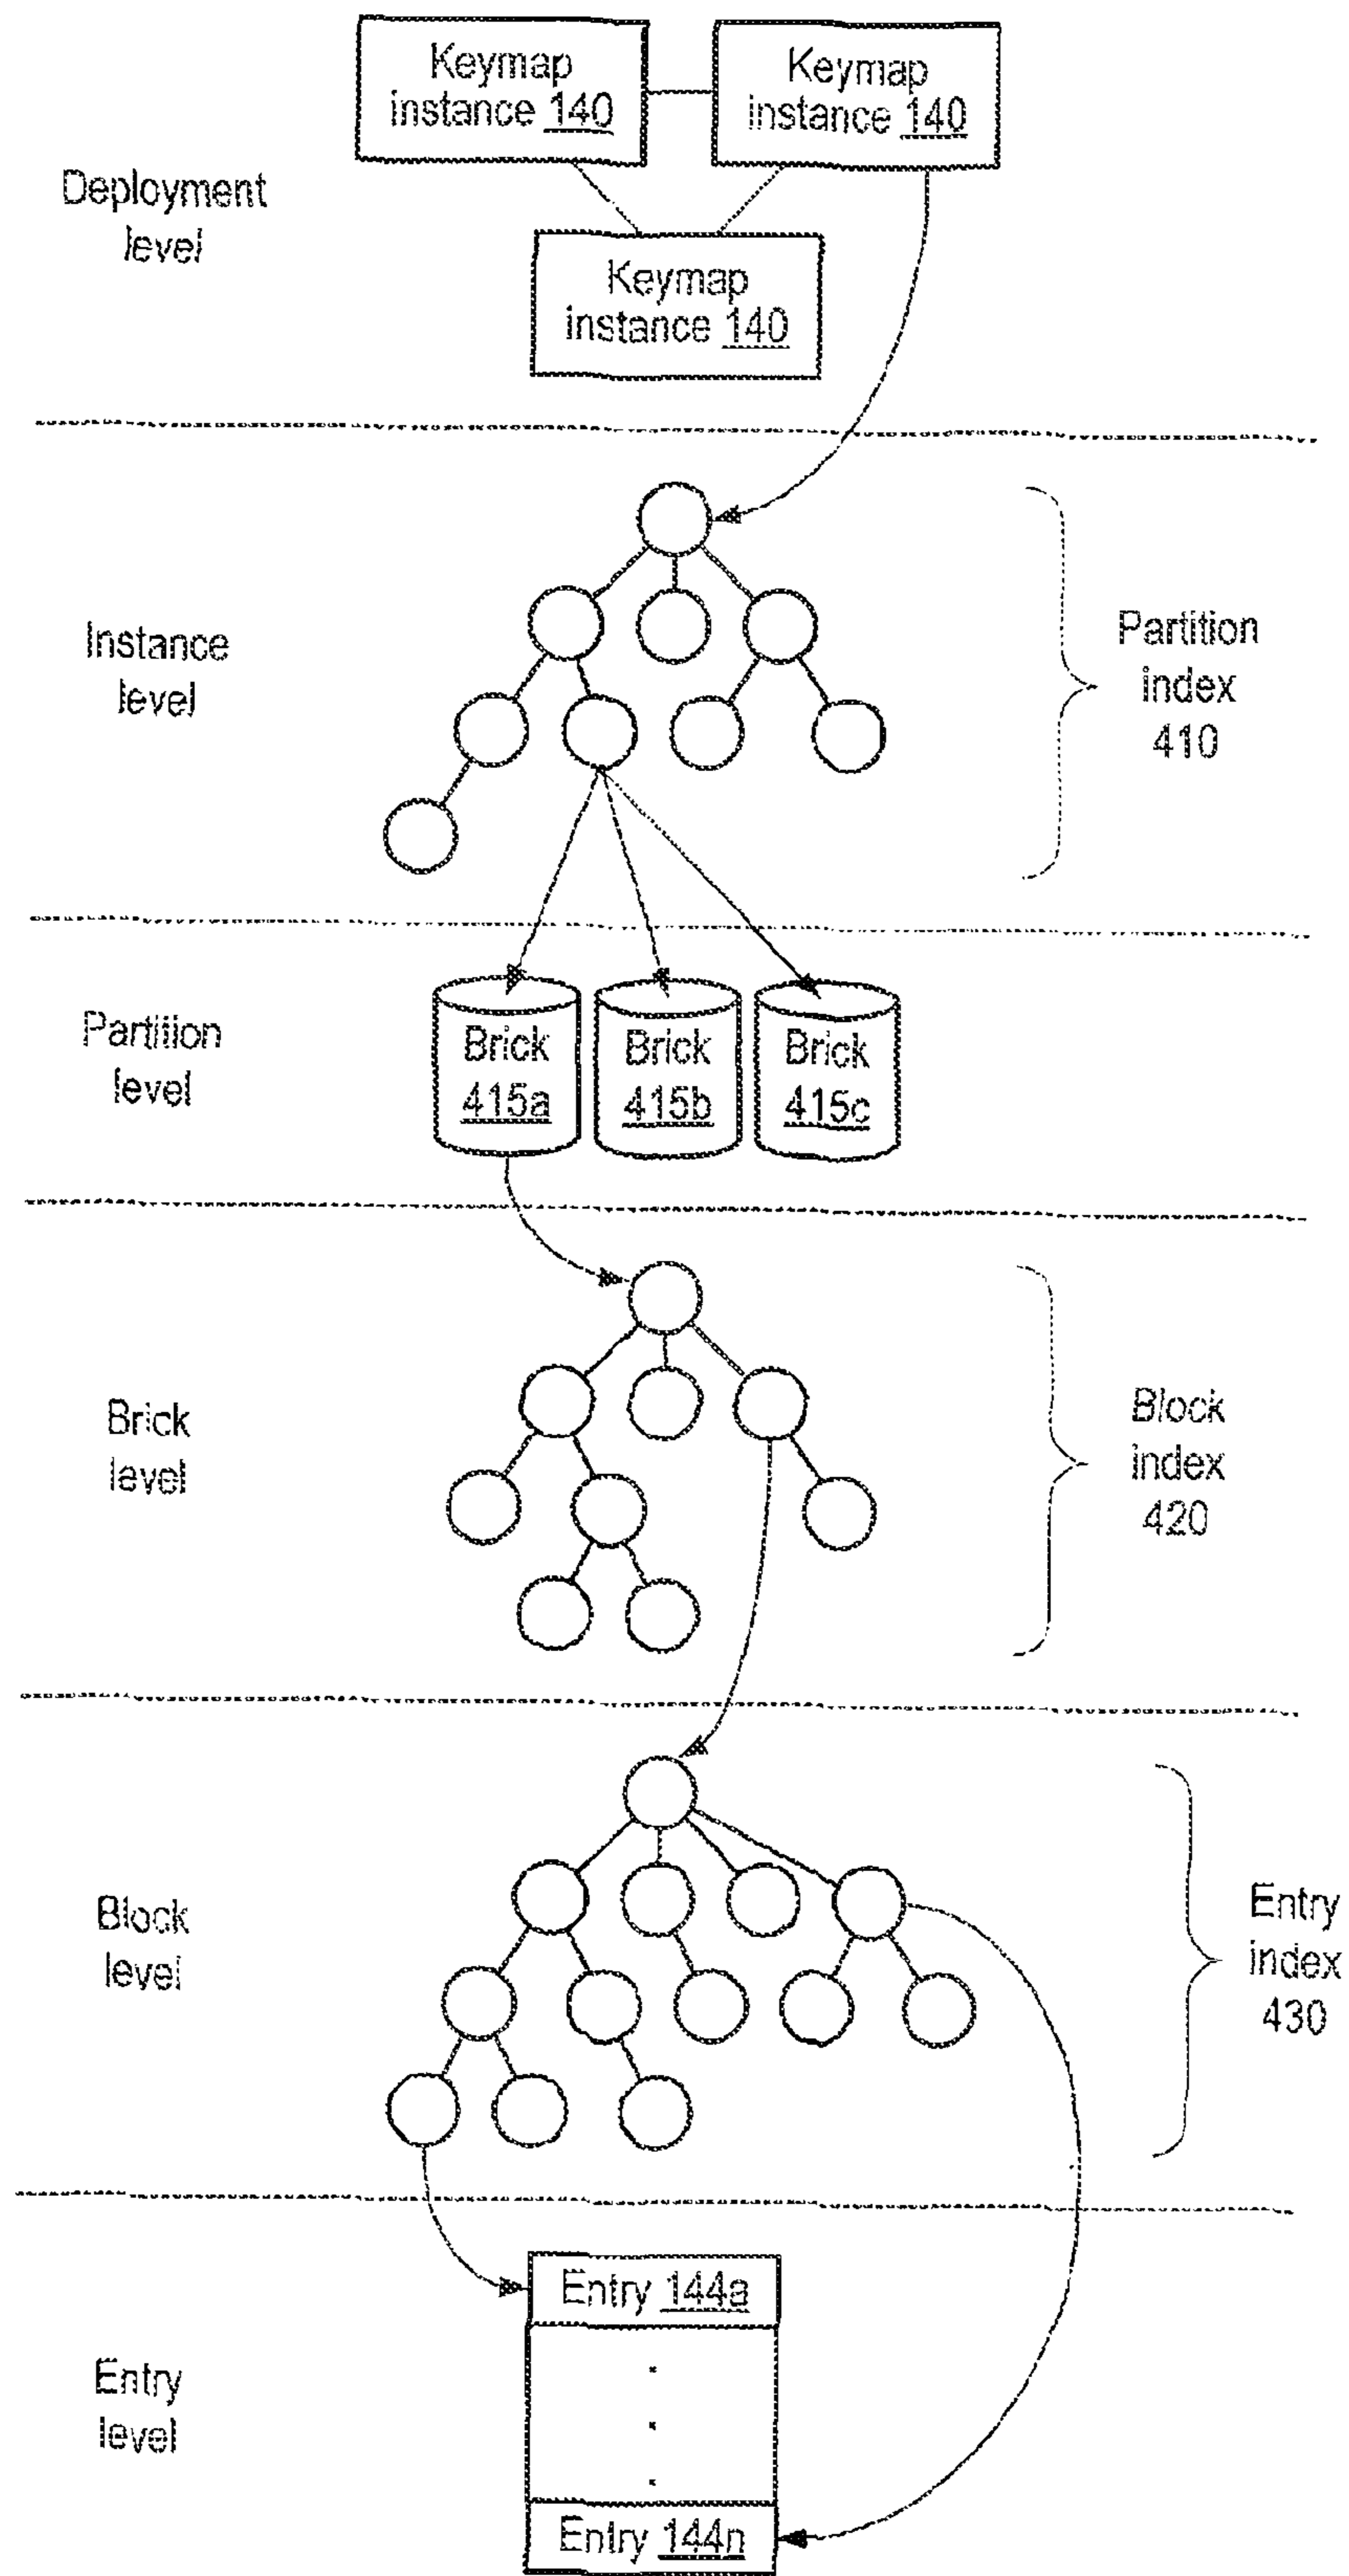 Keymap
instance 140
Keymap
instance 140
Deployment
level
Keymap
instance 140
Instance
level
Partition
index
410
Partition
level
Brick
415a
Brick
415b
Brick
415c
Brick
level
Block
index
420
Block
level
Entry
index
430
Entry 144a
Entry
level
Entry 144n